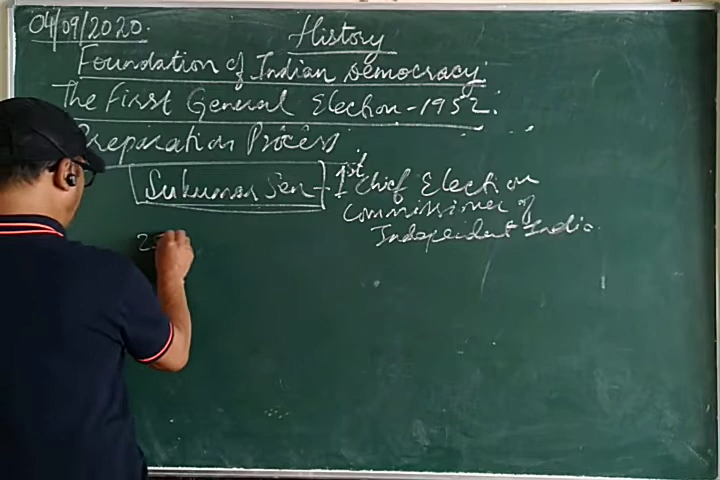 04/09/2020.
History
Foundation of Indian Democracy.
The First General Election-1952.
Preparation Process
Sukumar Sen - 1st Chief Election
Commissioner of
Independent India.
2